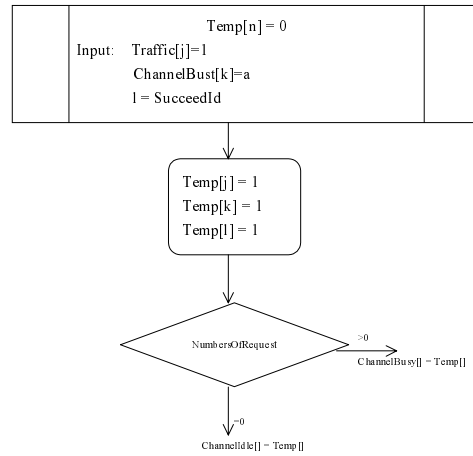 Temp[n] = 0
Input: Traffic[j]=1
ChannelBust[k]=a
l = SucceedId
Temp[j] = 1
Temp[k] = 1
Temp[l] = 1
NumbersOfRequest
>0
ChannelBusy[] = Temp[]
=0
ChannelIdle[] = Temp[]